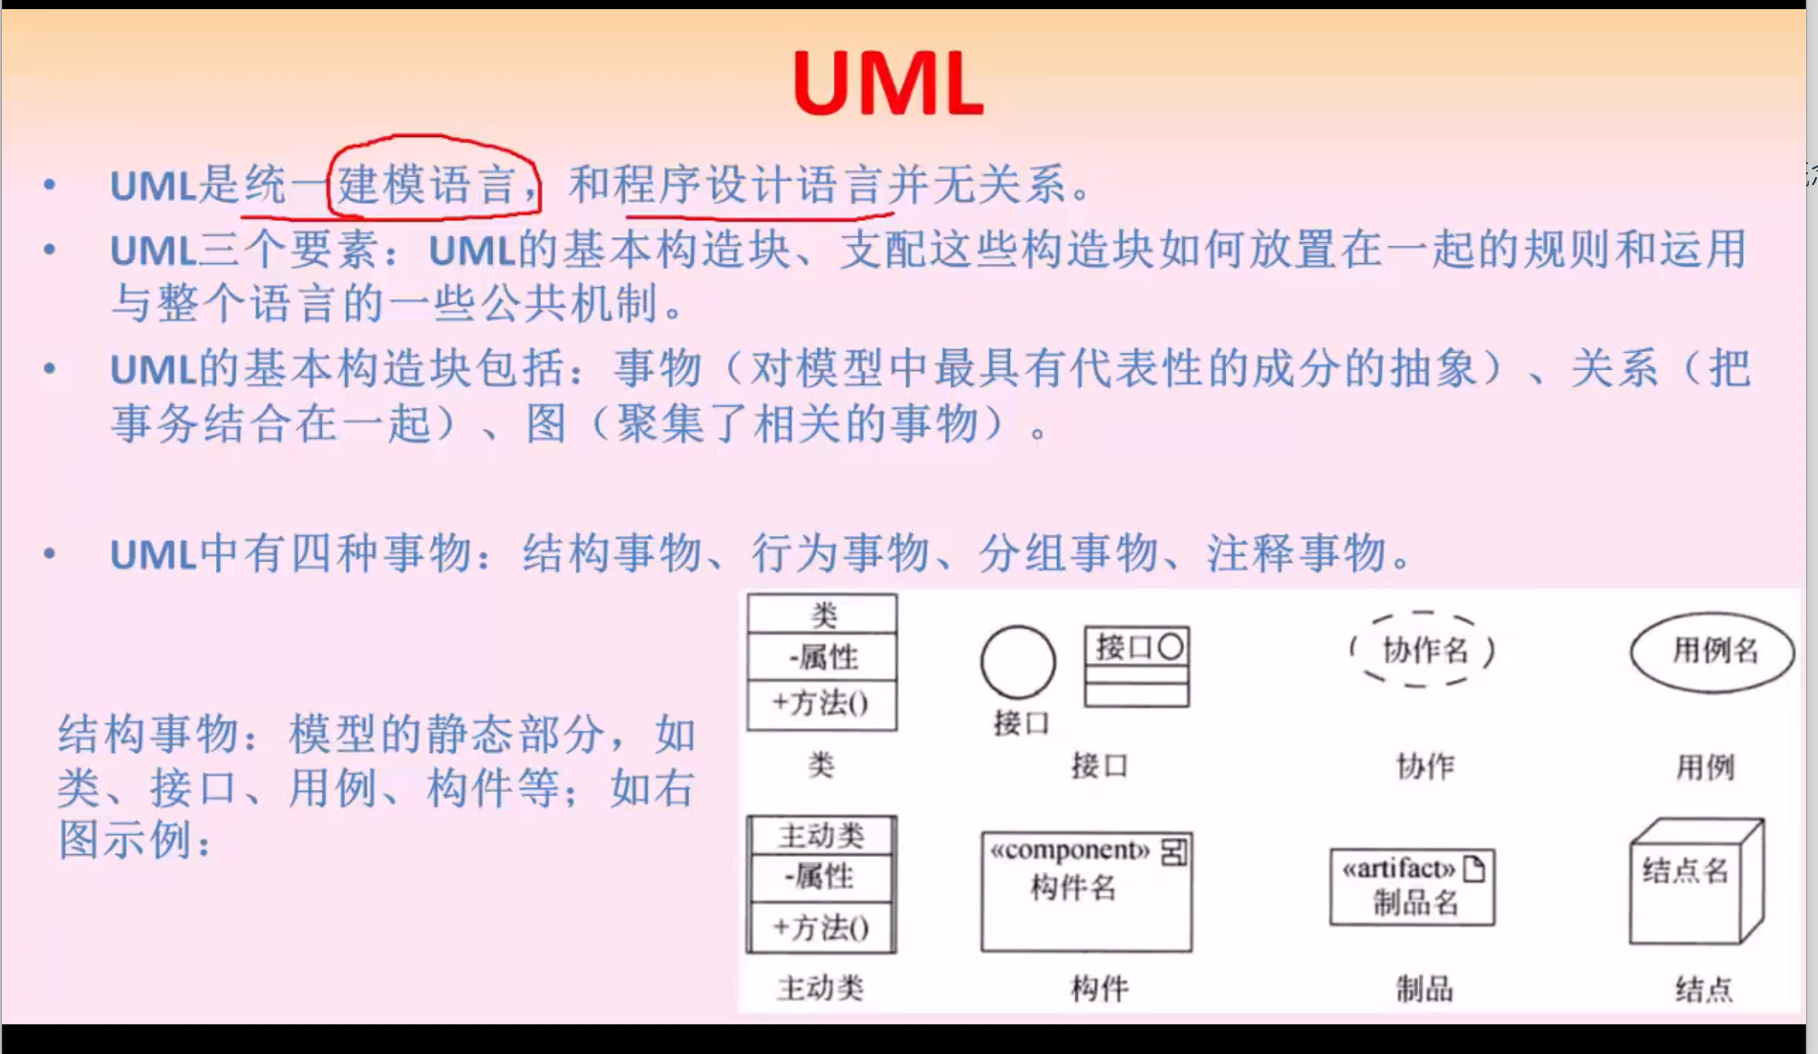 UML
• UML是统一建模语言，和程序设计语言并无关系。
• UML三个要素：UML的基本构造块、支配这些构造块如何放置在一起的规则和运用
与整个语言的一些公共机制。
• UML的基本构造块包括：事物（对模型中最具有代表性的成分的抽象）、关系（把
事务结合在一起）、图（聚集了相关的事物）。
• UML中有四种事物：结构事物、行为事物、分组事物、注释事物。
结构事物：模型的静态部分，如
类、接口、用例、构件等；如右
图示例：
类
-属性
+方法()
类
接口
接口
接口
协作名
协作
用例名
用例
主动类
-属性
+方法()
主动类
«component»
构件名
构件
«artifact»
制品名
制品
结点名
结点